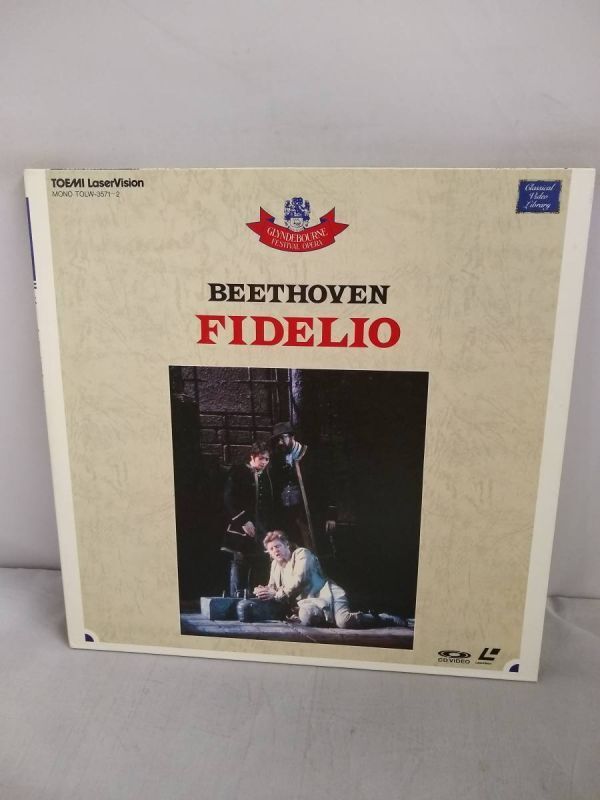 TOEMI LaserVision
MONO TOLW-3571~2
Classical
Video
Library
GLYNDEBOURNE
FESTIVAL OPERA
BEETHOVEN
FIDELIO
CD VIDEO